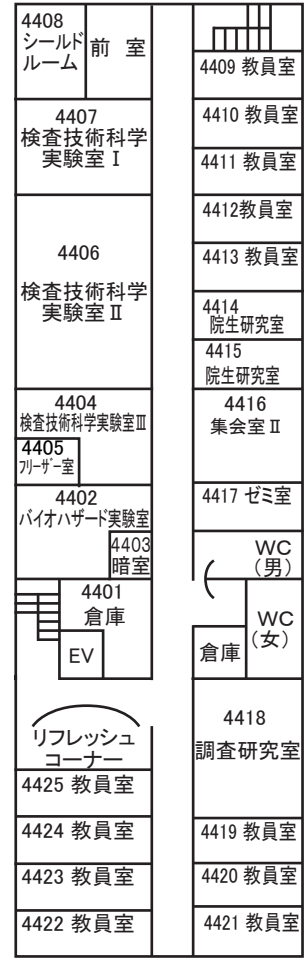 4408
シールド
ルーム
前 室
4407
検査技術科学
実験室Ⅰ
4406
検査技術科学
実験室Ⅱ
4404
検査技術科学実験室Ⅲ
4405
フリーザー室
4402
バイオハザード実験室
4403
暗室
4401
倉庫
EV
リフレッシュ
コーナー
4425 教員室
4424 教員室
4423 教員室
4422 教員室
4409 教員室
4410 教員室
4411 教員室
4412教員室
4413 教員室
4414
院生研究室
4415
院生研究室
4416
集会室Ⅱ
4417 ゼミ室
WC
(男)
WC
(女)
倉庫
4418
調査研究室
4419 教員室
4420 教員室
4421 教員室